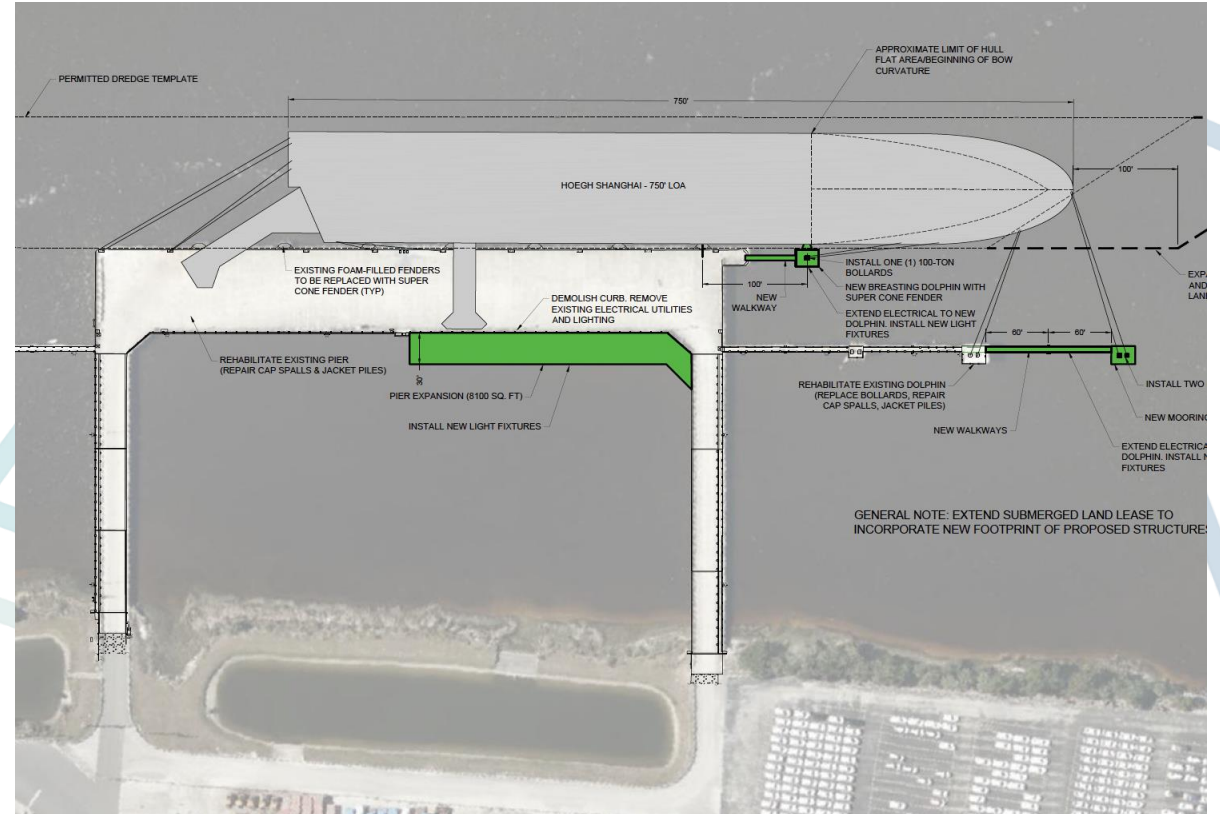 APPROXIMATE LIMIT OF HULL
FLAT AREA/BEGINNING OF BOW
CURVATURE
PERMITTED DREDGE TEMPLATE
750'
HOEGH SHANGHAI - 750' LOA
100'
EXISTING FOAM-FILLED FENDERS
TO BE REPLACED WITH SUPER
CONE FENDER (TYP)
INSTALL ONE (1) 100-TON
BOLLARDS
NEW BREASTING DOLPHIN WITH
SUPER CONE FENDER
EXTEND ELECTRICAL TO NEW
DOLPHIN. INSTALL NEW LIGHT
FIXTURES
100'
NEW
WALKWAY
DEMOLISH CURB. REMOVE
EXISTING ELECTRICAL UTILITIES
AND LIGHTING
EXP
AND
LAN
60'
60'
REHABILITATE EXISTING PIER
(REPAIR CAP SPALLS & JACKET PILES)
30'
PIER EXPANSION (8100 SQ. FT)
INSTALL NEW LIGHT FIXTURES
REHABILITATE EXISTING DOLPHIN
(REPLACE BOLLARDS, REPAIR
CAP SPALLS, JACKET PILES)
NEW WALKWAYS
INSTALL TWO
NEW MOORING
EXTEND ELECTRICA
DOLPHIN. INSTALL N
FIXTURES
GENERAL NOTE: EXTEND SUBMERGED LAND LEASE TO
INCORPORATE NEW FOOTPRINT OF PROPOSED STRUCTURES